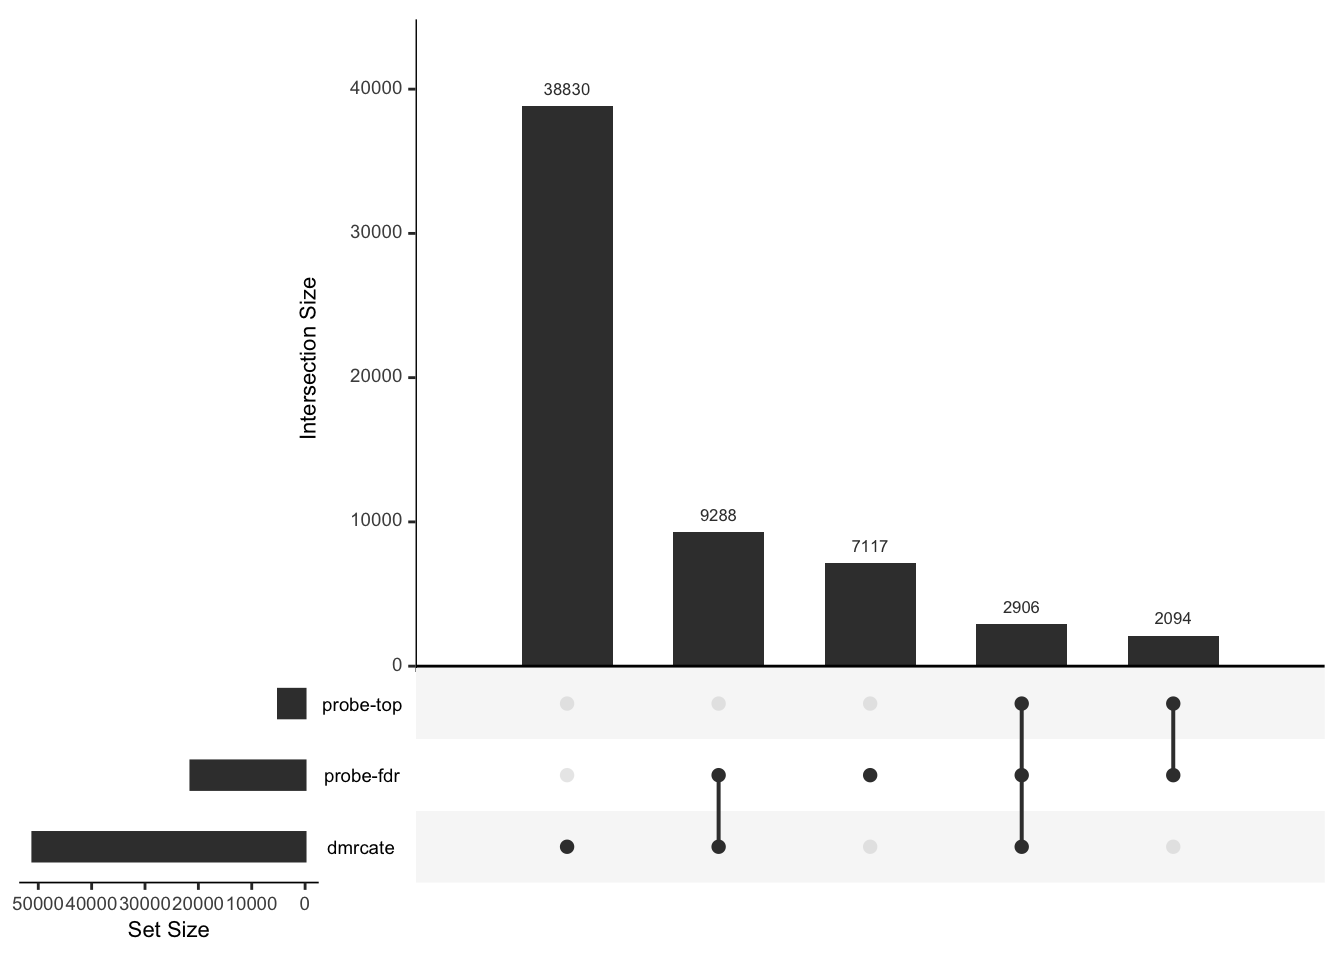 40000
30000
20000
10000
0
Intersection Size
38830
9288
7117
2906
2094
probe-top
probe-fdr
dmrcate
50000 40000 30000 20000 10000 0
Set Size